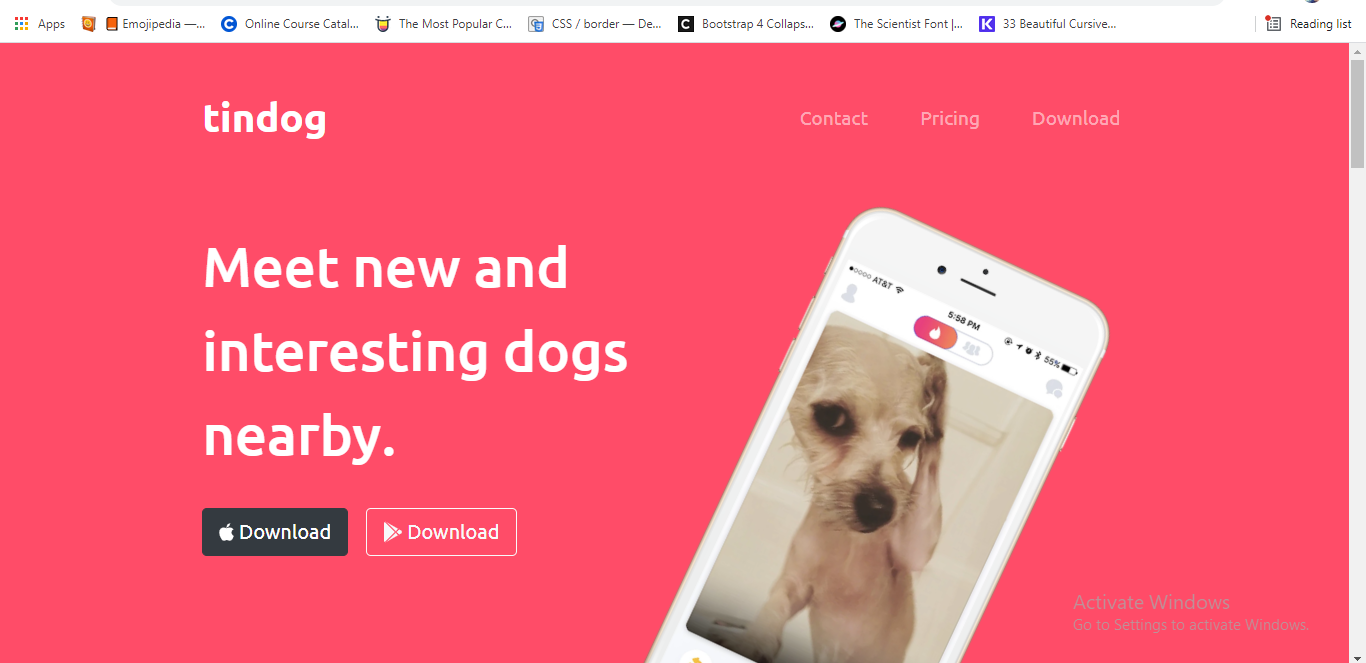 Apps
Emojipedia —...
Online Course Catal...
The Most Popular C...
CSS / border — De...
Bootstrap 4 Collaps...
The Scientist Font |...
33 Beautiful Cursive...
Reading list
tindog
Contact
Pricing
Download
Meet new and
interesting dogs
nearby.
Download
Download
AT&T
5:58 PM
55%
Activate Windows
Go to Settings to activate Windows.